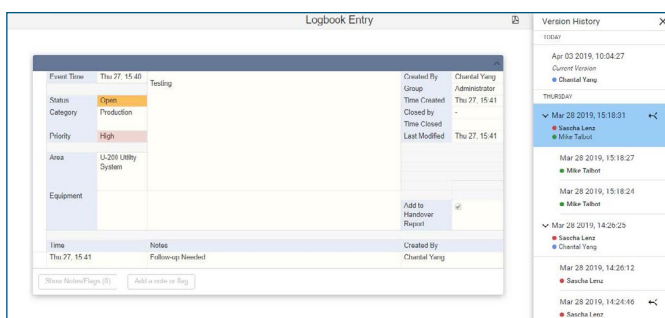 Logbook Entry
Version History
TODAY
Apr 03 2019, 10:04:27
Current Version
Chantal Yang
THURSDAY
Mar 28 2019, 15:18:31
Sascha Lenz
Mike Talbot
Mar 28 2019, 15:18:27
Mike Talbot
Mar 28 2019, 15:18:24
Mike Talbot
Mar 28 2019, 14:26:25
Sascha Lenz
Chantal Yang
Mar 28 2019, 14:26:12
Sascha Lenz
Mar 28 2019, 14:24:46
Sascha Lenz
Event Time Thu 27, 15:40 Testing Created By Chantal Yang
Group Administrator
Status Open Time Created Thu 27, 15:41
Category Production Closed by -
Time Closed
Priority High Last Modified Thu 27, 15:41
Area U-200 Utility
System
Equipment
Add to
Handover
Report
Time Notes Created By
Thu 27, 15:41 Follow-up Needed Chantal Yang
Show Notes/Flags (0) Add a note or flag